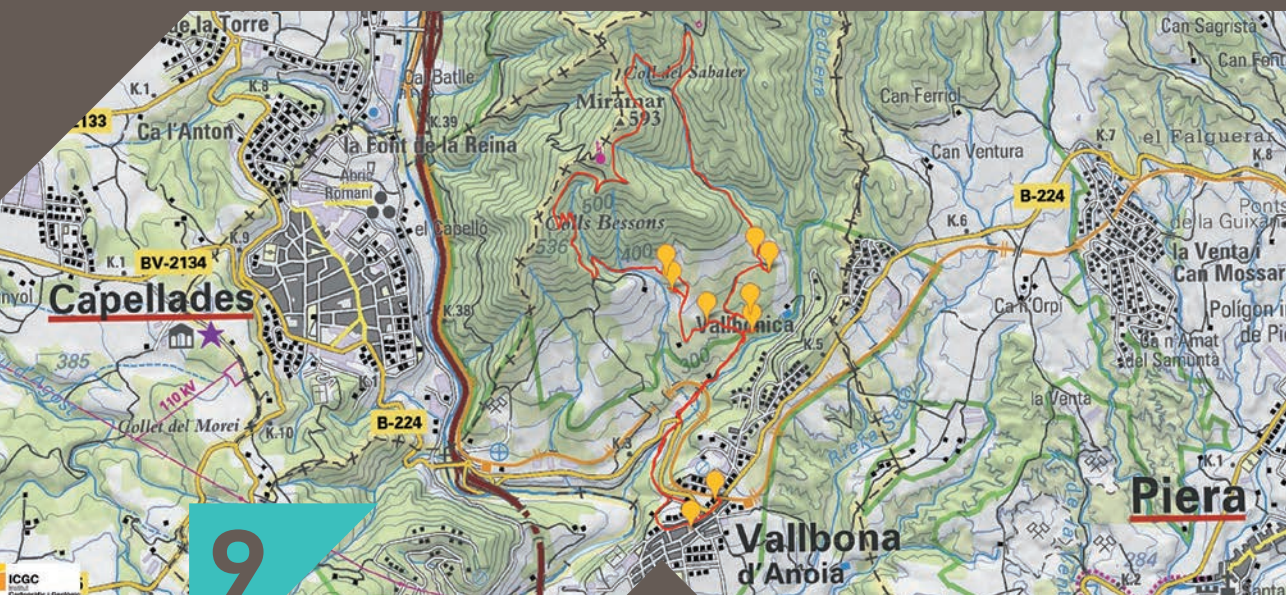 de la Torre
Can Sagristà
K.1
K.8
Cal Batlle
Coll del Sabater
Miramar
593
Can Ferriol
133
Ca l'Anton
K.39
la Font de la Reina
K.7
el Falguerar
K.8
Abric
Romaní
Can Ventura
B-224
500
Colls Bessons
536
400
el Capelló
K.9
K.6
Ponts
de la Guixar
K.1
BV-2134
la Venta i
Can Mossar
Capellades
K.38
Ca n'Orpí
Polígon I
de Pi
Vallbonica
300
K.5
Ca n'Amat
del Samuntà
385
110 kV
K.1
la Venta
Collet del Morei
K.10
B-224
K.3
K.1
Piera
Vallbona
d'Anoia
284
K.2
9
ICGC
Institut
Santa